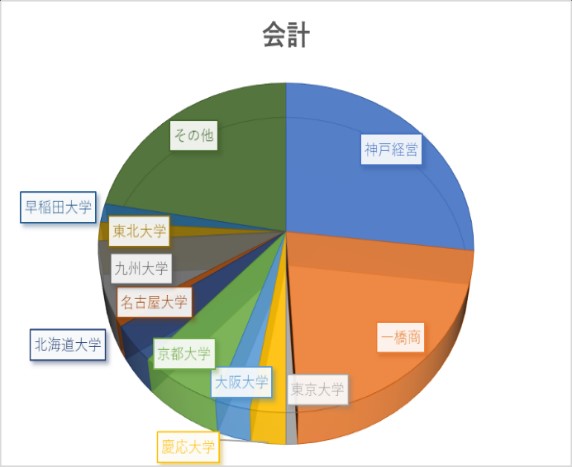 会計
その他
神戸経営
早稲田大学
東北大学
九州大学
名古屋大学
一橋商
北海道大学
京都大学
大阪大学
東京大学
慶応大学